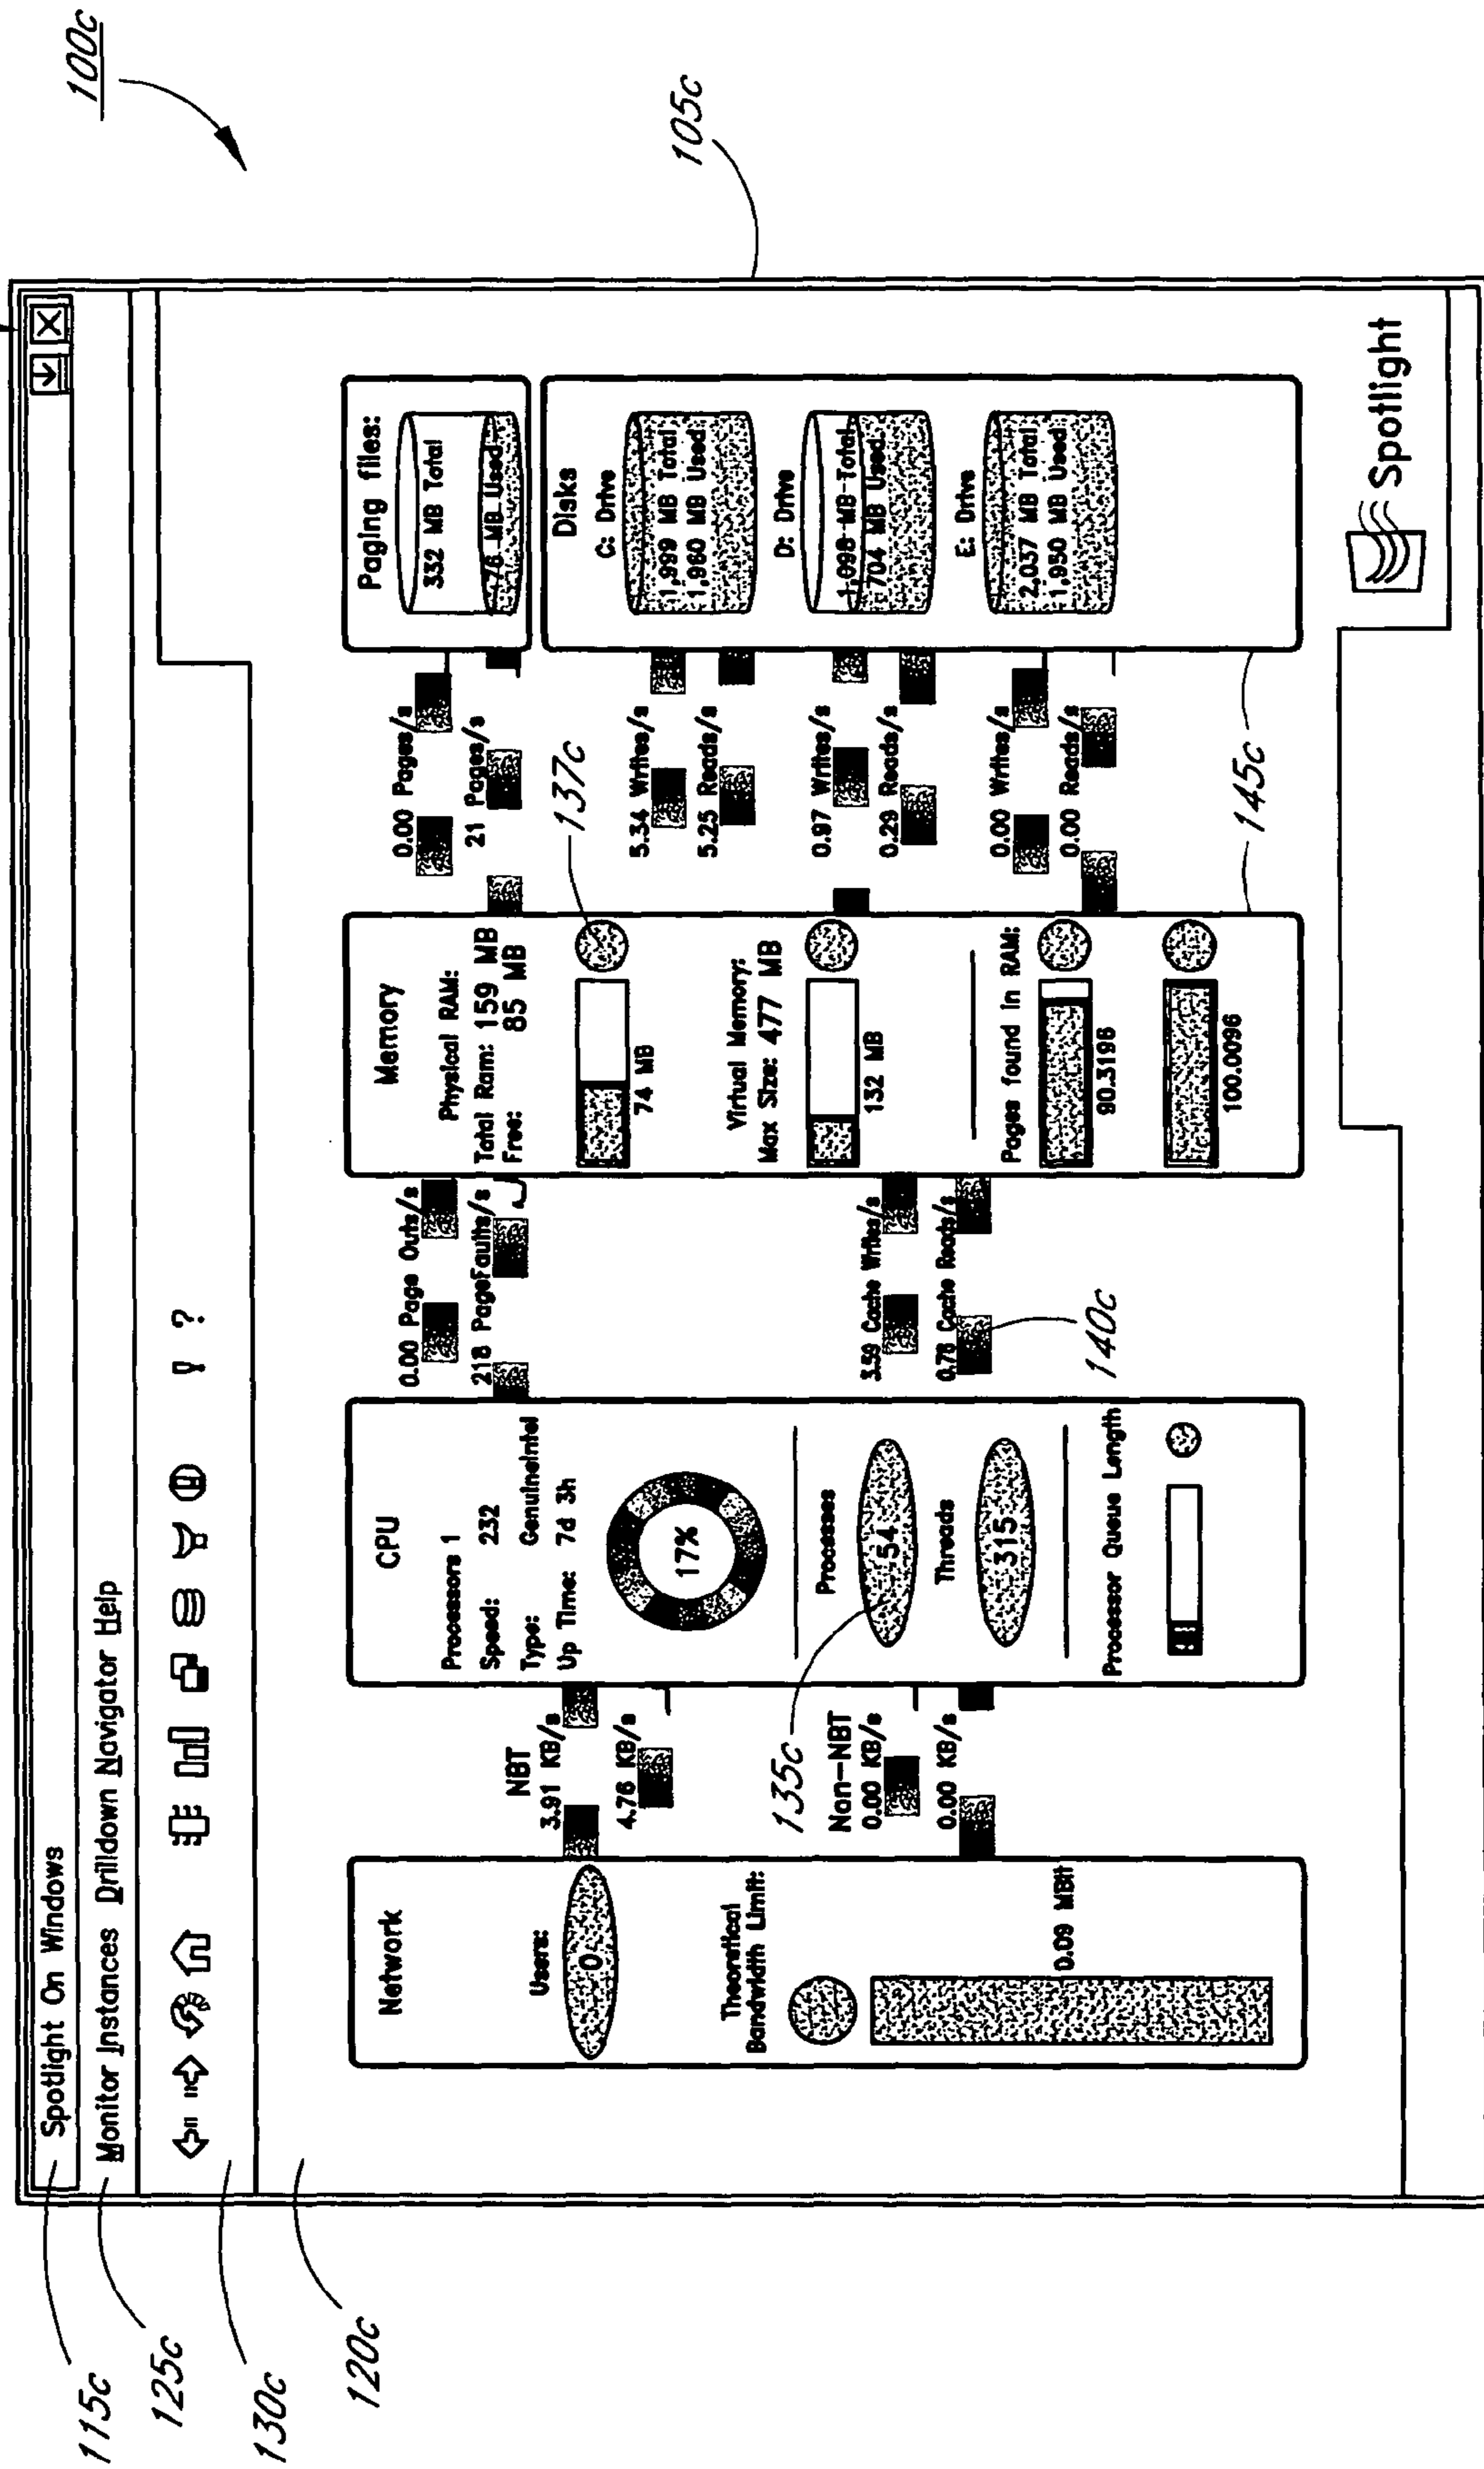 100c
105c
115c
125c
130c
120c
Spotlight On Windows
Monitor Instances Drilldown Navigator Help
?
Network
Users:
0
Theoretical
Bandwidth Limit:
0.09 MBit
NBT
3.91 KB/s
4.76 KB/s
135c
Non-NBT
0.00 KB/s
0.00 KB/s
CPU
Processors 1
Speed: 232
Type: GenuineIntel
Up Time: 7d 3h
17%
Processes
54
Threads
315
Processor Queue Length
0.00 Page Outs/s
218 PageFaults/s
3.59 Cache Writes/s
0.78 Cache Reads/s
140c
Memory
Physical RAM:
Total Ram: 159 MB
Free: 85 MB
74 MB
Virtual Memory:
Max Size: 477 MB
132 MB
Pages found in RAM:
90.3196
100.0096
0.00 Pages/s
21 Pages/s
137c
5.34 Writes/s
5.25 Reads/s
0.97 Writes/s
0.29 Reads/s
0.00 Writes/s
0.00 Reads/s
145c
Paging files:
332 MB Total
76 MB Used
Disks
C: Drive
1,999 MB Total
1,960 MB Used
D: Drive
1,098 MB Total
704 MB Used
E: Drive
2,037 MB Total
1,950 MB Used
Spotlight